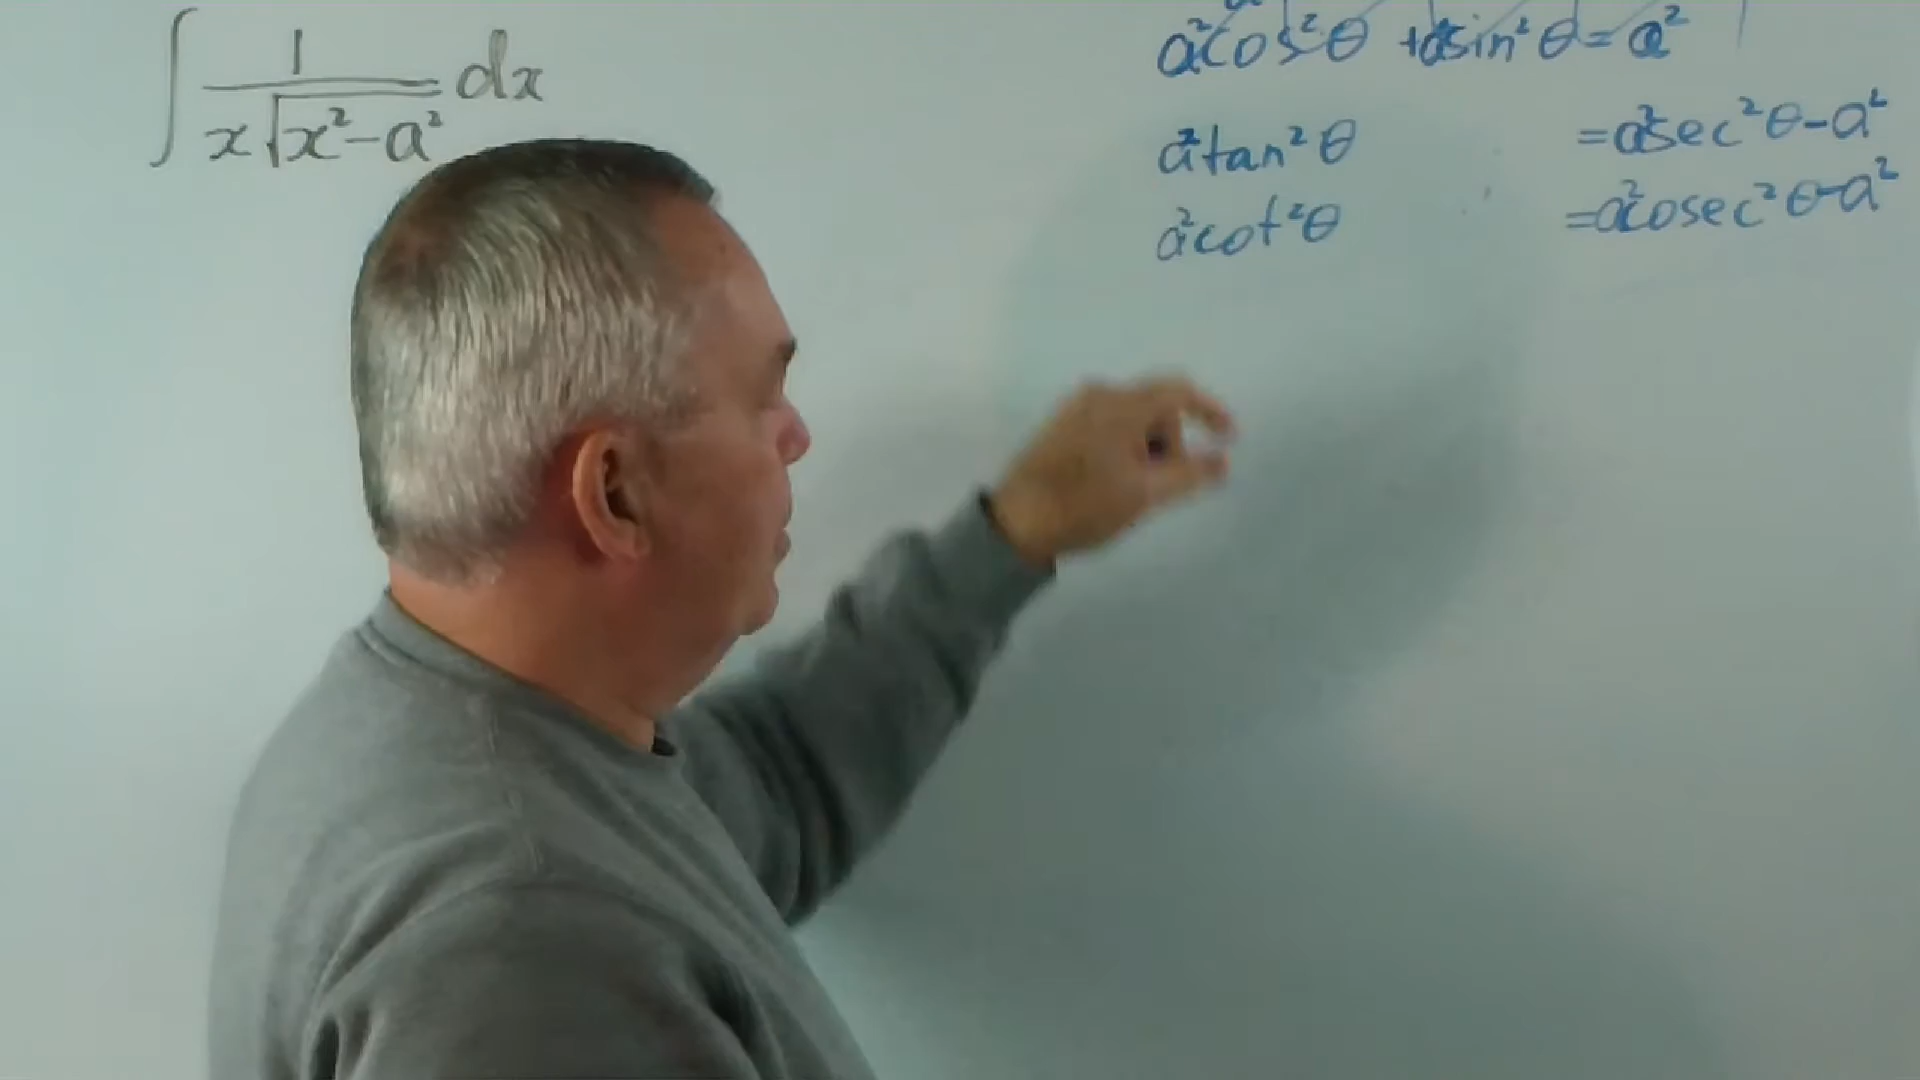 ∫ 1/(x√(x²-a²)) dx
a²cos²θ +a²sin²θ = a²
a²tan²θ =a²sec²θ-a²
a²cot²θ =a²cosec²θ-a²